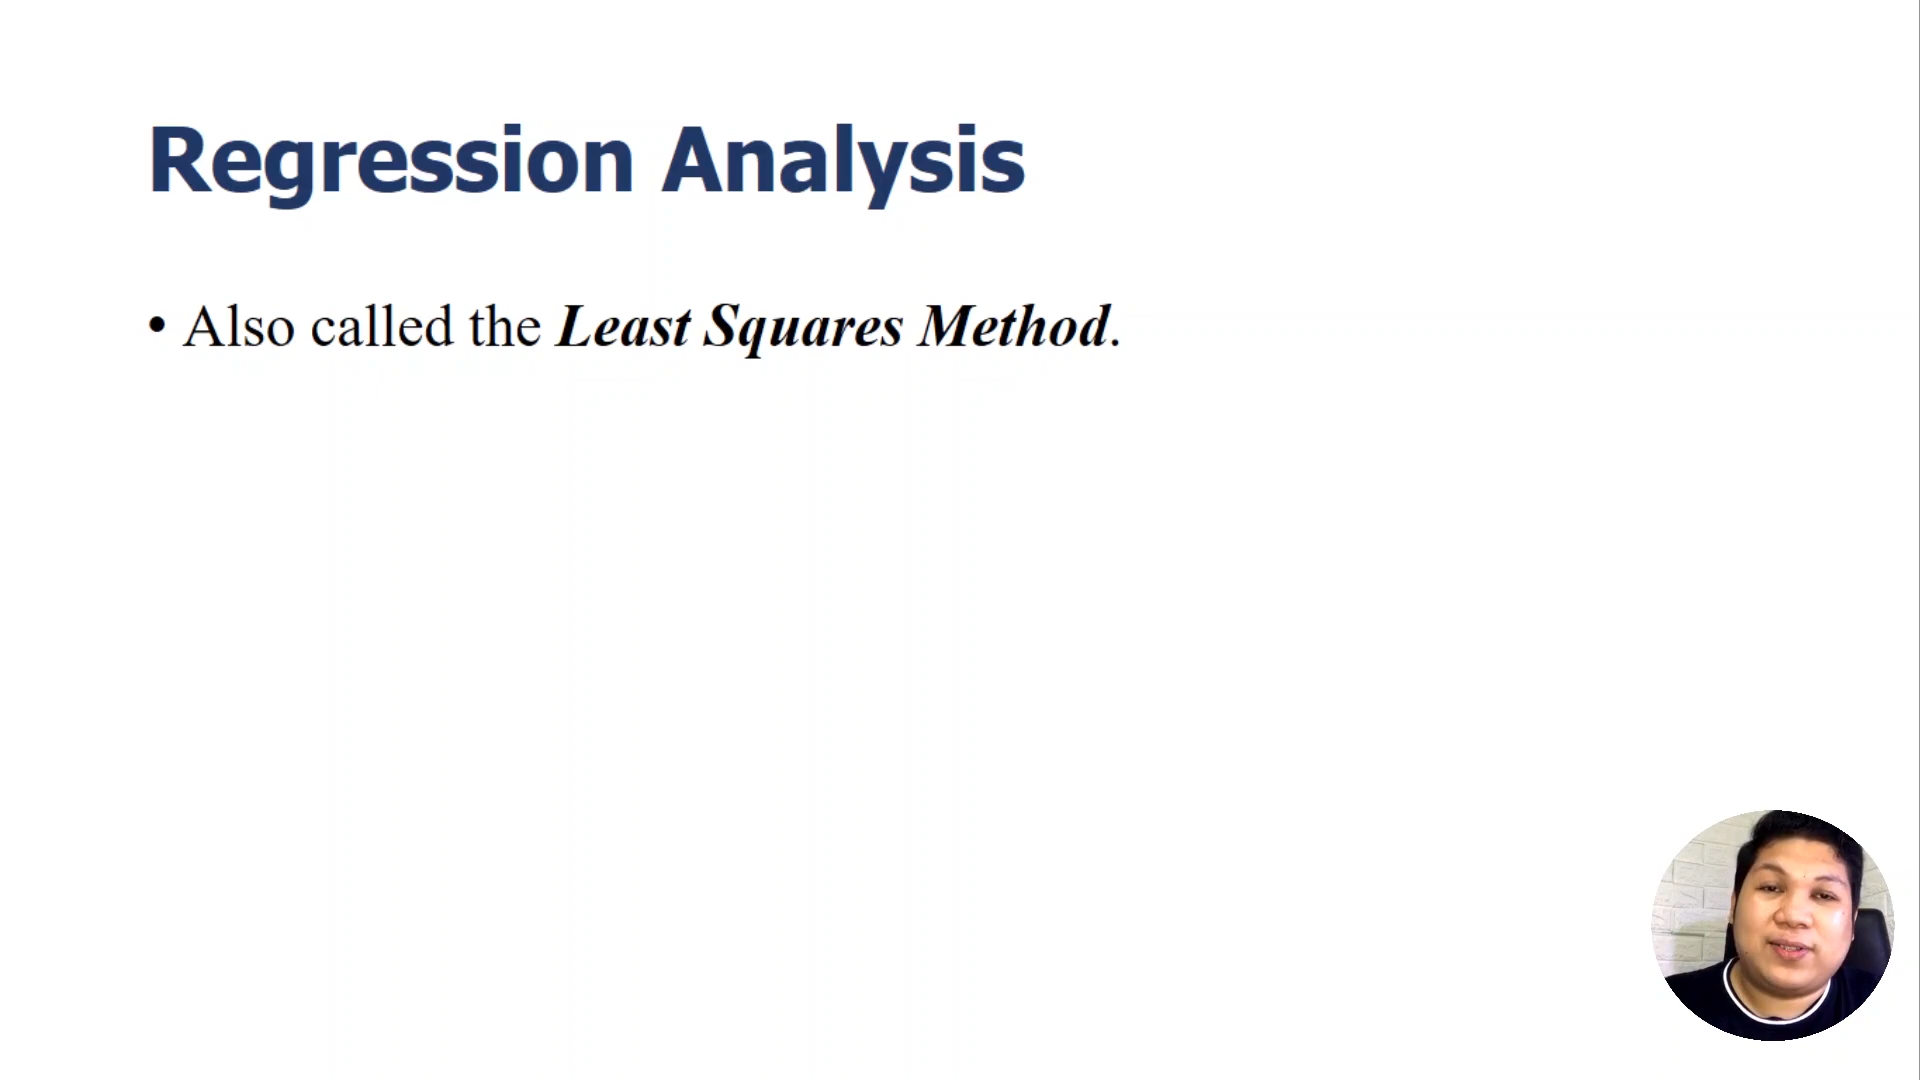 Regression Analysis
• Also called the Least Squares Method.